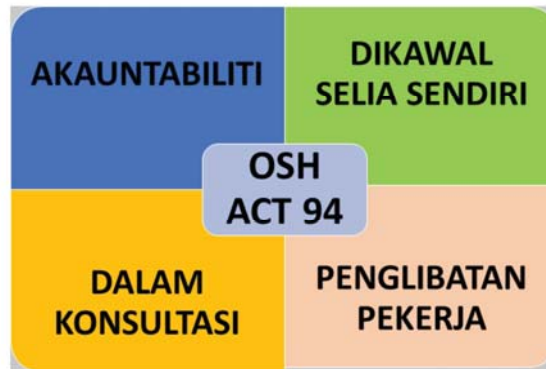 AKAUNTABILITI
DIKAWAL
SELIA SENDIRI
OSH
ACT 94
DALAM
KONSULTASI
PENGLIBATAN
PEKERJA